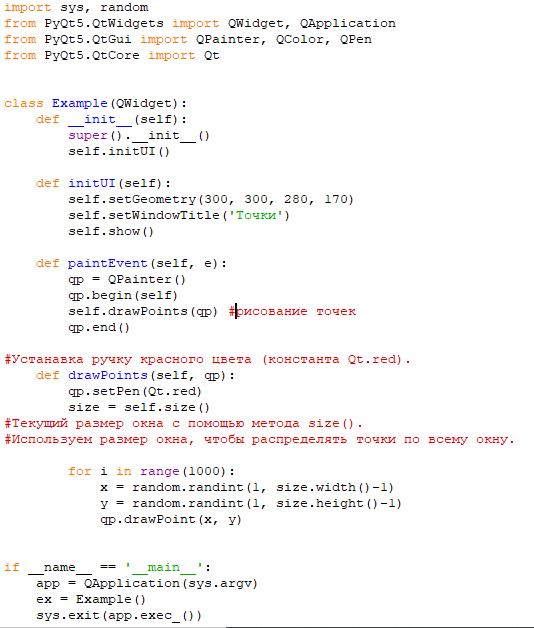 import sys, random
from PyQt5.QtWidgets import QWidget, QApplication
from PyQt5.QtGui import QPainter, QColor, QPen
from PyQt5.QtCore import Qt
class Example(QWidget):
    def __init__(self):
        super().__init__()
        self.initUI()
    def initUI(self):
        self.setGeometry(300, 300, 280, 170)
        self.setWindowTitle('Точки')
        self.show()
    def paintEvent(self, e):
        qp = QPainter()
        qp.begin(self)
        self.drawPoints(qp) #рисование точек
        qp.end()
#Устанавка ручку красного цвета (константа Qt.red).
    def drawPoints(self, qp):
        qp.setPen(Qt.red)
        size = self.size()
#Текущий размер окна с помощью метода size().
#Используем размер окна, чтобы распределять точки по всему окну.
        for i in range(1000):
            x = random.randint(1, size.width()-1)
            y = random.randint(1, size.height()-1)
            qp.drawPoint(x, y)
if __name__ == '__main__':
    app = QApplication(sys.argv)
    ex = Example()
    sys.exit(app.exec_())